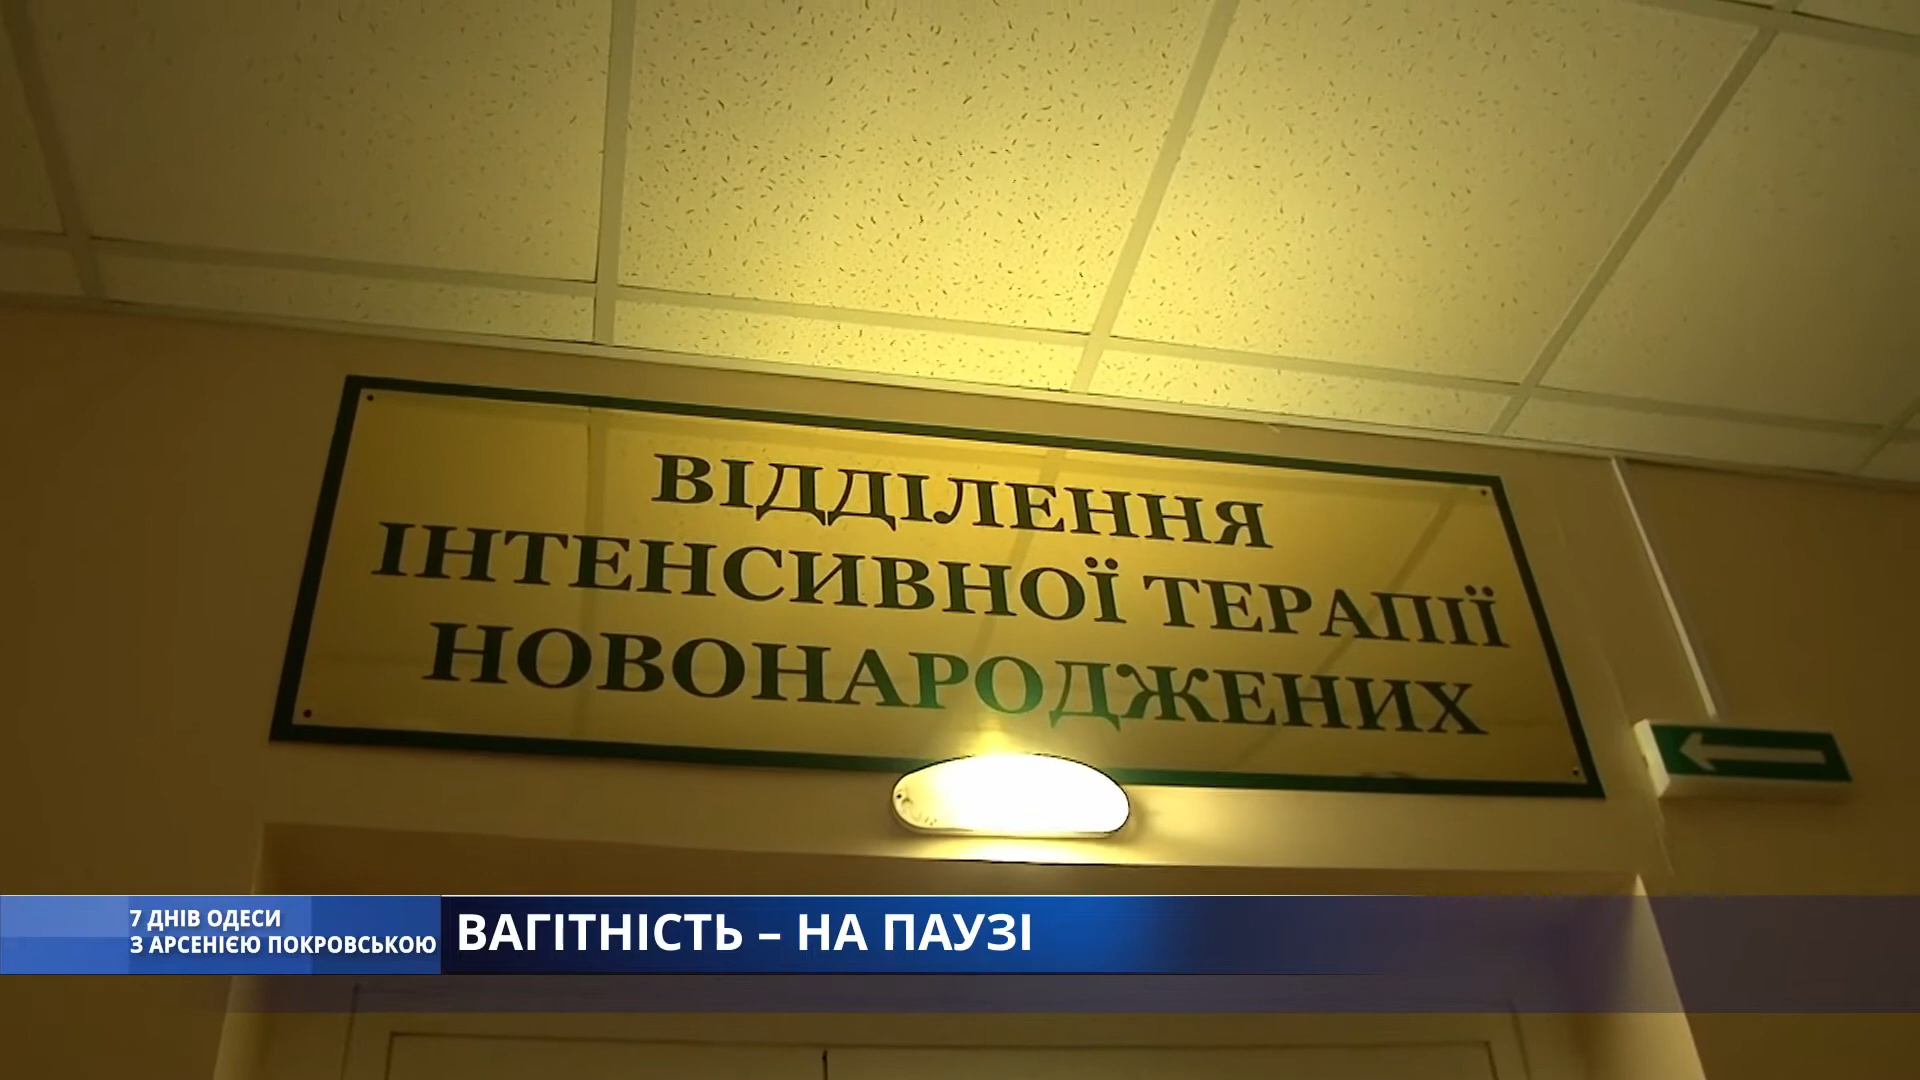 ВІДДІЛЕННЯ
ІНТЕНСИВНОЇ ТЕРАПІЇ
НОВОНАРОДЖЕНИХ
7 ДНІВ ОДЕСИ
З АРСЕНІЄЮ ПОКРОВСЬКОЮ
ВАГІТНІСТЬ – НА ПАУЗІ